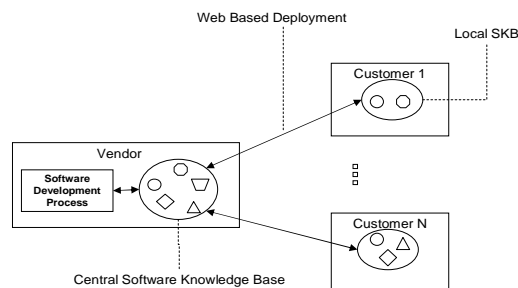 Web Based Deployment
Local SKB
Customer 1
Vendor
Software
Development
Process
Customer N
Central Software Knowledge Base